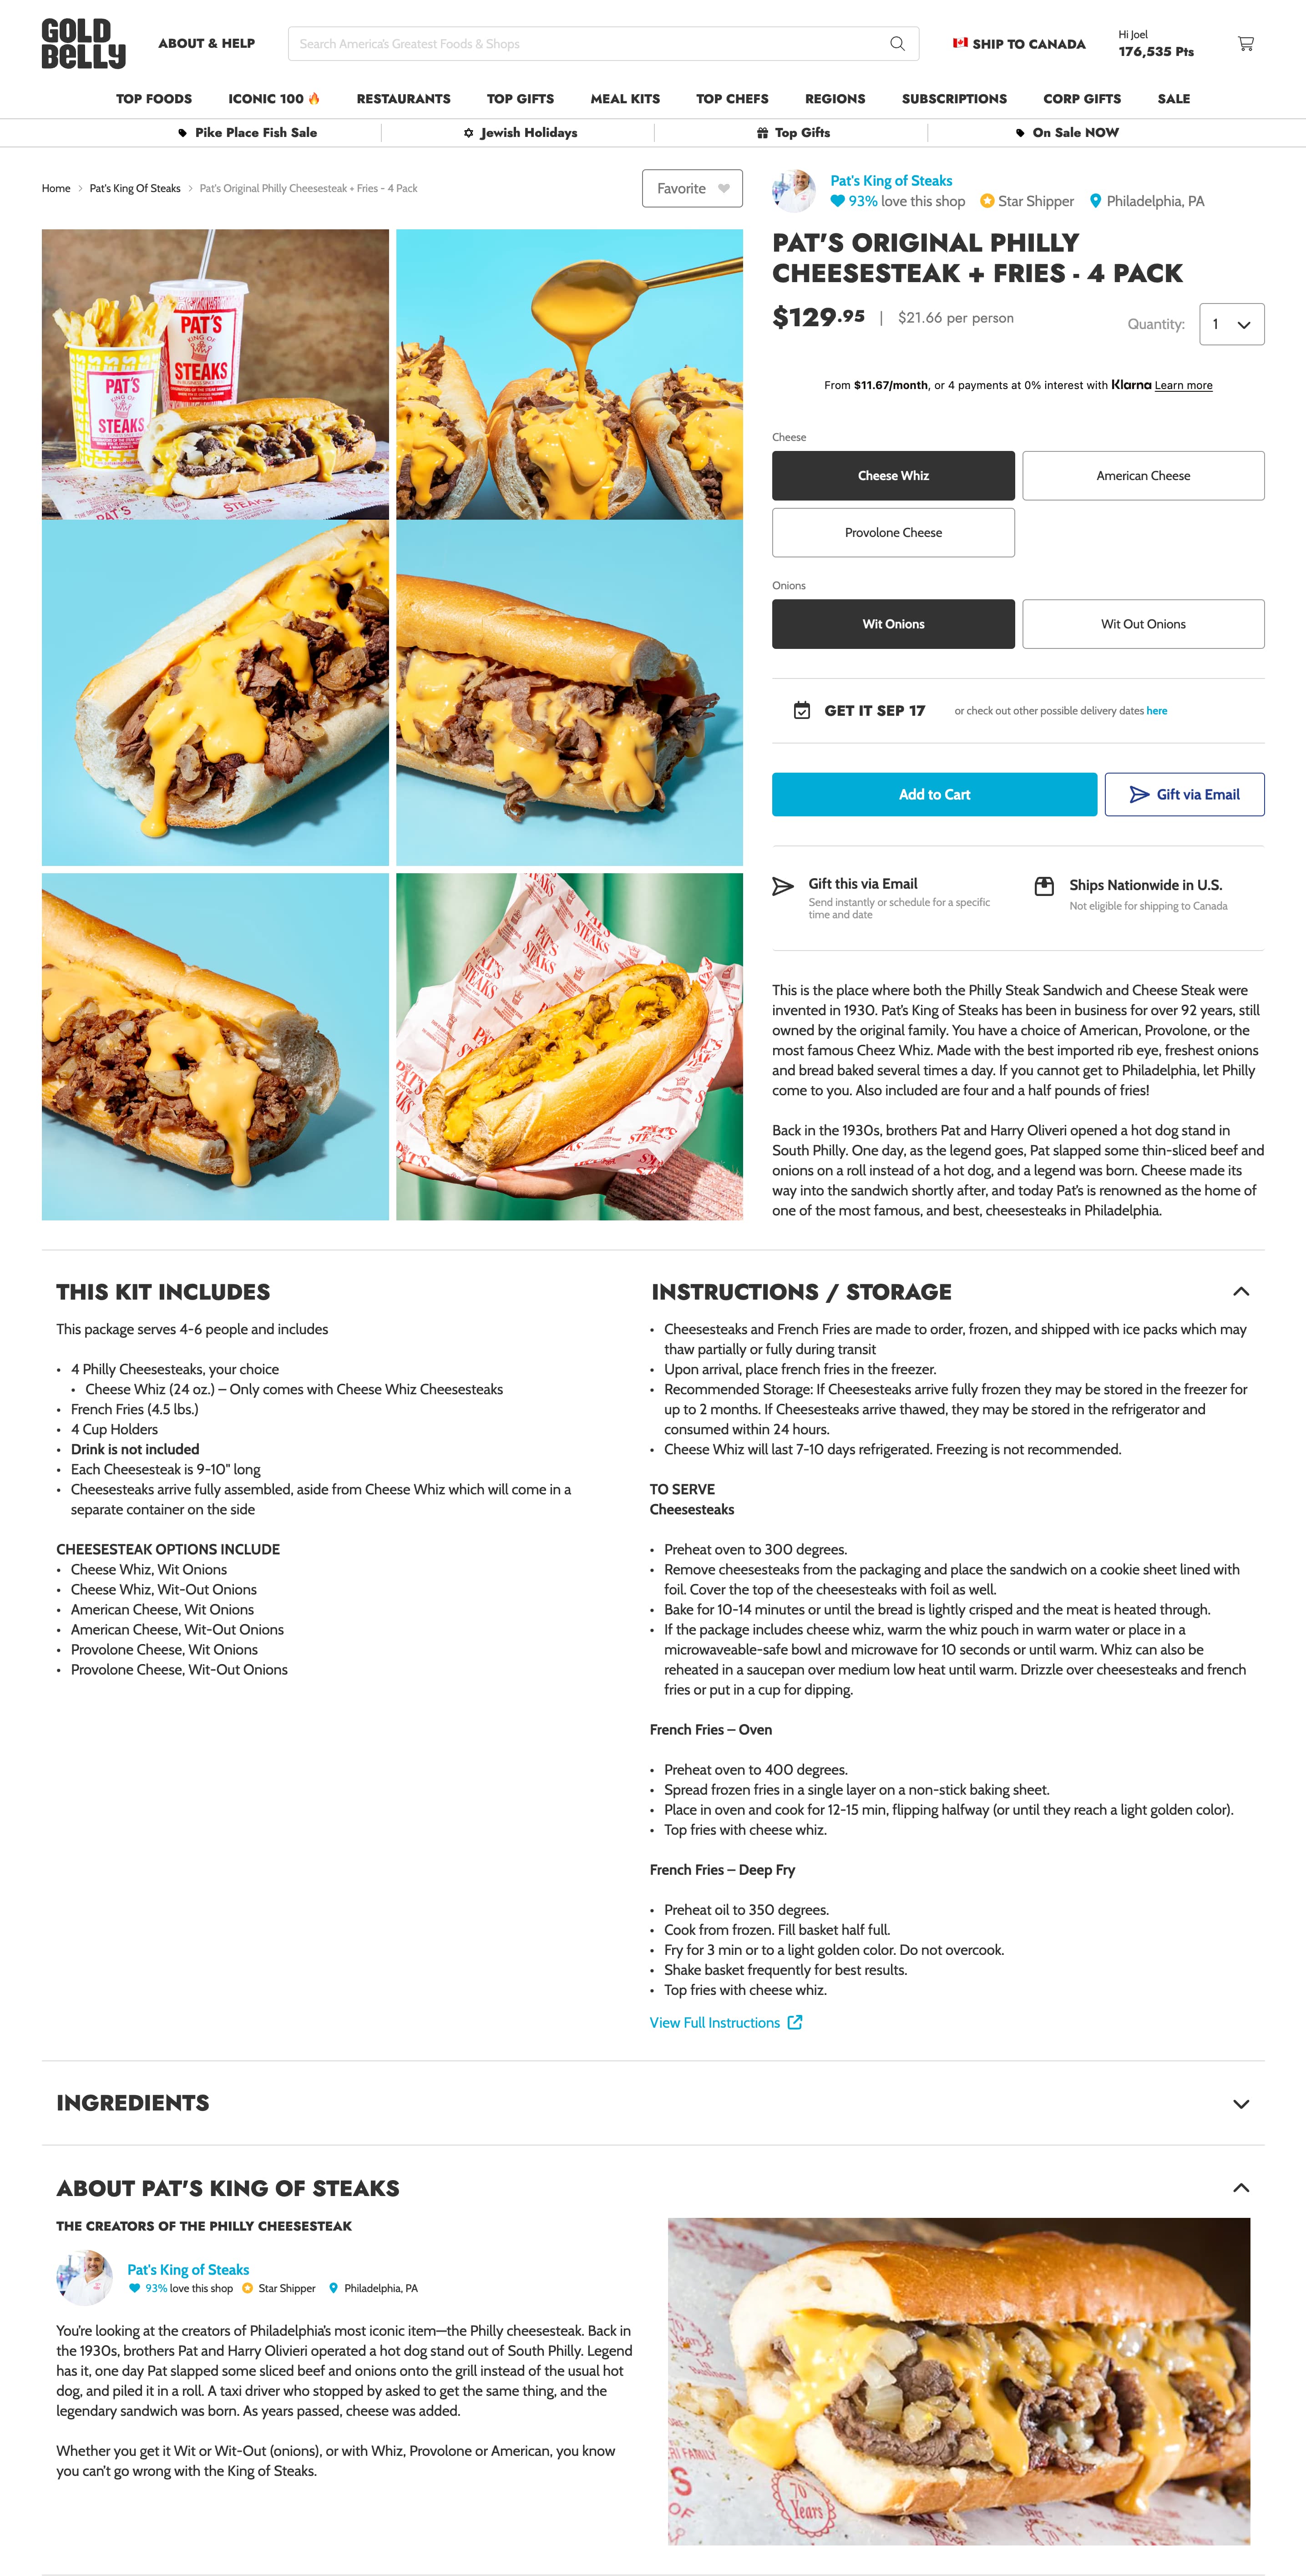 GOLD
BELLY
ABOUT & HELP
Search America's Greatest Foods & Shops
SHIP TO CANADA
Hi Joel
176,535 Pts
TOP FOODS
ICONIC 100
RESTAURANTS
TOP GIFTS
MEAL KITS
TOP CHEFS
REGIONS
SUBSCRIPTIONS
CORP GIFTS
SALE
Pike Place Fish Sale
Jewish Holidays
Top Gifts
On Sale NOW
Home > Pat's King Of Steaks > Pat's Original Philly Cheesesteak + Fries - 4 Pack
Favorite
PAT'S
KING OF
STEAKS
PAT'S
KING OF
STEAKS
PAT'S
STEAKS
PAT'S
STEAKS
PAT'S
STEAKS
Pat's King of Steaks
93% love this shop
Star Shipper
Philadelphia, PA
PAT'S ORIGINAL PHILLY
CHEESESTEAK + FRIES - 4 PACK
$129.95 | $21.66 per person
Quantity:
1
From $11.67/month, or 4 payments at 0% interest with Klarna Learn more
Cheese
Cheese Whiz
American Cheese
Provolone Cheese
Onions
Wit Onions
Wit Out Onions
GET IT SEP 17
or check out other possible delivery dates here
Add to Cart
Gift via Email
Gift this via Email
Send instantly or schedule for a specific
time and date
Ships Nationwide in U.S.
Not eligible for shipping to Canada
This is the place where both the Philly Steak Sandwich and Cheese Steak were
invented in 1930. Pat's King of Steaks has been in business for over 92 years, still
owned by the original family. You have a choice of American, Provolone, or the
most famous Cheez Whiz. Made with the best imported rib eye, freshest onions
and bread baked several times a day. If you cannot get to Philadelphia, let Philly
come to you. Also included are four and a half pounds of fries!
Back in the 1930s, brothers Pat and Harry Oliveri opened a hot dog stand in
South Philly. One day, as the legend goes, Pat slapped some thin-sliced beef and
onions on a roll instead of a hot dog, and a legend was born. Cheese made its
way into the sandwich shortly after, and today Pat's is renowned as the home of
one of the most famous, and best, cheesesteaks in Philadelphia.
THIS KIT INCLUDES
This package serves 4-6 people and includes
• 4 Philly Cheesesteaks, your choice
• Cheese Whiz (24 oz.) – Only comes with Cheese Whiz Cheesesteaks
• French Fries (4.5 lbs.)
• 4 Cup Holders
• Drink is not included
• Each Cheesesteak is 9-10" long
• Cheesesteaks arrive fully assembled, aside from Cheese Whiz which will come in a
separate container on the side
CHEESESTEAK OPTIONS INCLUDE
• Cheese Whiz, Wit Onions
• Cheese Whiz, Wit-Out Onions
• American Cheese, Wit Onions
• American Cheese, Wit-Out Onions
• Provolone Cheese, Wit Onions
• Provolone Cheese, Wit-Out Onions
INSTRUCTIONS / STORAGE
• Cheesesteaks and French Fries are made to order, frozen, and shipped with ice packs which may
thaw partially or fully during transit
• Upon arrival, place french fries in the freezer.
• Recommended Storage: If Cheesesteaks arrive fully frozen they may be stored in the freezer for
up to 2 months. If Cheesesteaks arrive thawed, they may be stored in the refrigerator and
consumed within 24 hours.
• Cheese Whiz will last 7-10 days refrigerated. Freezing is not recommended.
TO SERVE
Cheesesteaks
• Preheat oven to 300 degrees.
• Remove cheesesteaks from the packaging and place the sandwich on a cookie sheet lined with
foil. Cover the top of the cheesesteaks with foil as well.
• Bake for 10-14 minutes or until the bread is lightly crisped and the meat is heated through.
• If the package includes cheese whiz, warm the whiz pouch in warm water or place in a
microwaveable-safe bowl and microwave for 10 seconds or until warm. Whiz can also be
reheated in a saucepan over medium low heat until warm. Drizzle over cheesesteaks and french
fries or put in a cup for dipping.
French Fries – Oven
• Preheat oven to 400 degrees.
• Spread frozen fries in a single layer on a non-stick baking sheet.
• Place in oven and cook for 12-15 min, flipping halfway (or until they reach a light golden color).
• Top fries with cheese whiz.
French Fries – Deep Fry
• Preheat oil to 350 degrees.
• Cook from frozen. Fill basket half full.
• Fry for 3 min or to a light golden color. Do not overcook.
• Shake basket frequently for best results.
• Top fries with cheese whiz.
View Full Instructions
INGREDIENTS
ABOUT PAT'S KING OF STEAKS
THE CREATORS OF THE PHILLY CHEESESTEAK
Pat's King of Steaks
93% love this shop
Star Shipper
Philadelphia, PA
You're looking at the creators of Philadelphia's most iconic item—the Philly cheesesteak. Back in
the 1930s, brothers Pat and Harry Olivieri operated a hot dog stand out of South Philly. Legend
has it, one day Pat slapped some sliced beef and onions onto the grill instead of the usual hot
dog, and piled it in a roll. A taxi driver who stopped by asked to get the same thing, and the
legendary sandwich was born. As years passed, cheese was added.
Whether you get it Wit or Wit-Out (onions), or with Whiz, Provolone or American, you know
you can't go wrong with the King of Steaks.
70
Years